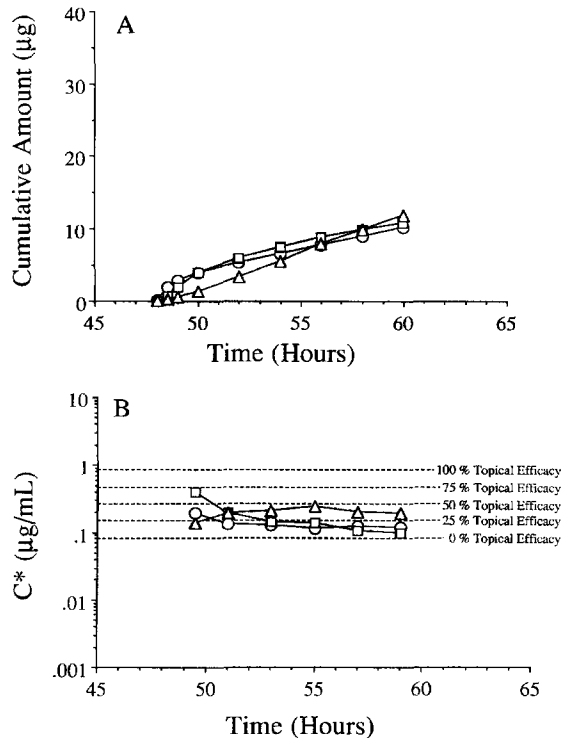 A
Cumulative Amount (µg)
40
30
20
10
0
45 50 55 60 65
Time (Hours)
B
C* (µg/mL)
10
1
.1
.01
.001
100 % Topical Efficacy
75 % Topical Efficacy
50 % Topical Efficacy
25 % Topical Efficacy
0 % Topical Efficacy
45 50 55 60 65
Time (Hours)